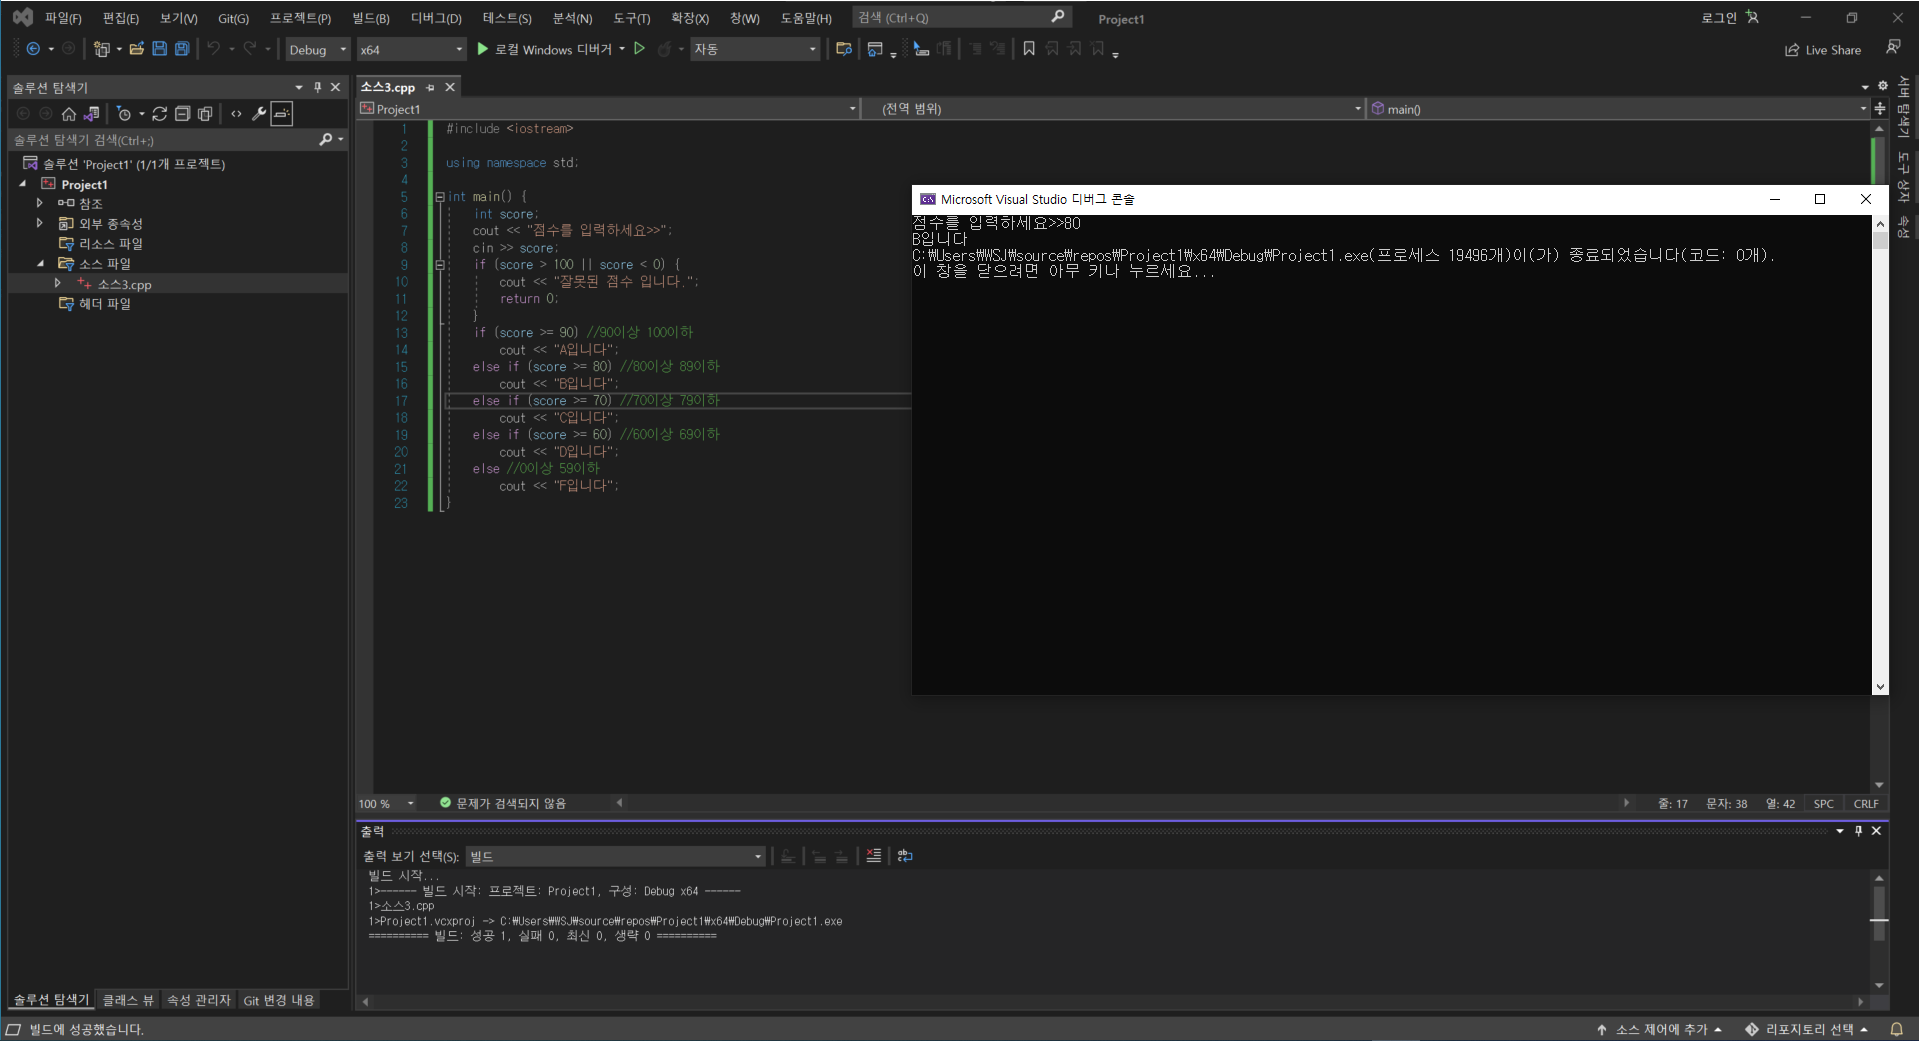 파일(F) 편집(E) 보기(V) Git(G) 프로젝트(P) 빌드(B) 디버그(D) 테스트(S) 분석(N) 도구(T) 확장(X) 창(W) 도움말(H) 검색 (Ctrl+Q) Project1 로그인
Debug x64 로컬 Windows 디버거 자동 Live Share
솔루션 탐색기
솔루션 탐색기 검색(Ctrl+;)
솔루션 'Project1' (1/1개 프로젝트)
Project1
참조
외부 종속성
리소스 파일
소스 파일
소스3.cpp
헤더 파일
솔루션 탐색기 클래스 뷰 속성 관리자 Git 변경 내용
소스3.cpp
Project1 (전역 범위) main()
1 #include <iostream>
2
3 using namespace std;
4
5 int main() {
6 int score;
7 cout << "점수를 입력하세요>>";
8 cin >> score;
9 if (score > 100 || score < 0) {
10 cout << "잘못된 점수 입니다.";
11 return 0;
12 }
13 if (score >= 90) //90이상 100이하
14 cout << "A입니다";
15 else if (score >= 80) //80이상 89이하
16 cout << "B입니다";
17 else if (score >= 70) //70이상 79이하
18 cout << "C입니다";
19 else if (score >= 60) //60이상 69이하
20 cout << "D입니다";
21 else //0이상 59이하
22 cout << "F입니다";
23 }
Microsoft Visual Studio 디버그 콘솔
점수를 입력하세요>>80
B입니다
C:₩Users₩WSJ₩source₩repos₩Project1₩x64₩Debug₩Project1.exe(프로세스 19496개)이(가) 종료되었습니다(코드: 0개).
이 창을 닫으려면 아무 키나 누르세요...
서버 탐색기
도구 상자
속성
100 % 문제가 검색되지 않음 줄: 17 문자: 38 열: 42 SPC CRLF
출력
출력 보기 선택(S): 빌드
빌드 시작...
1>------ 빌드 시작: 프로젝트: Project1, 구성: Debug x64 ------
1>소스3.cpp
1>Project1.vcxproj -> C:₩Users₩WSJ₩source₩repos₩Project1₩x64₩Debug₩Project1.exe
========== 빌드: 성공 1, 실패 0, 최신 0, 생략 0 ==========
빌드에 성공했습니다. 소스 제어에 추가 리포지토리 선택